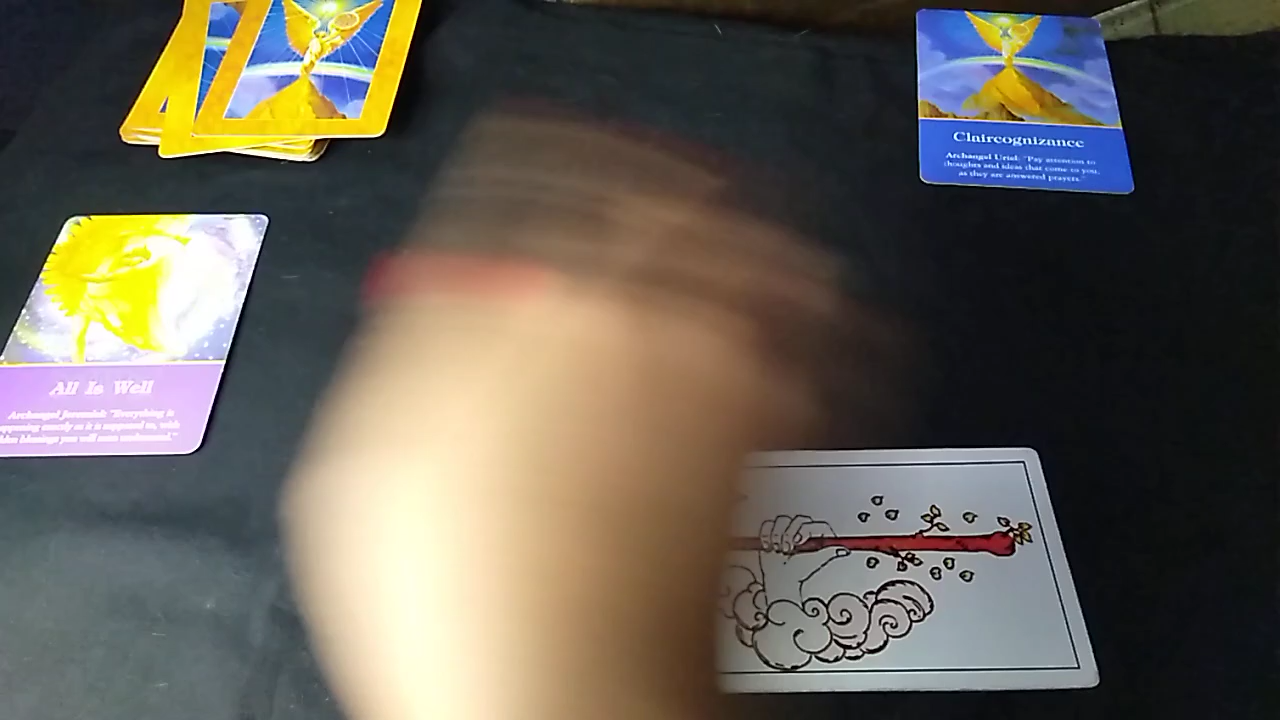 Claircognizance
Archangel Uriel: "Pay attention to
thoughts and ideas that come to you,
as they are answered prayers."
All Is Well
Archangel Jeremiel: "Everything is
happening exactly as it is supposed to, with
hidden blessings you will soon understand."